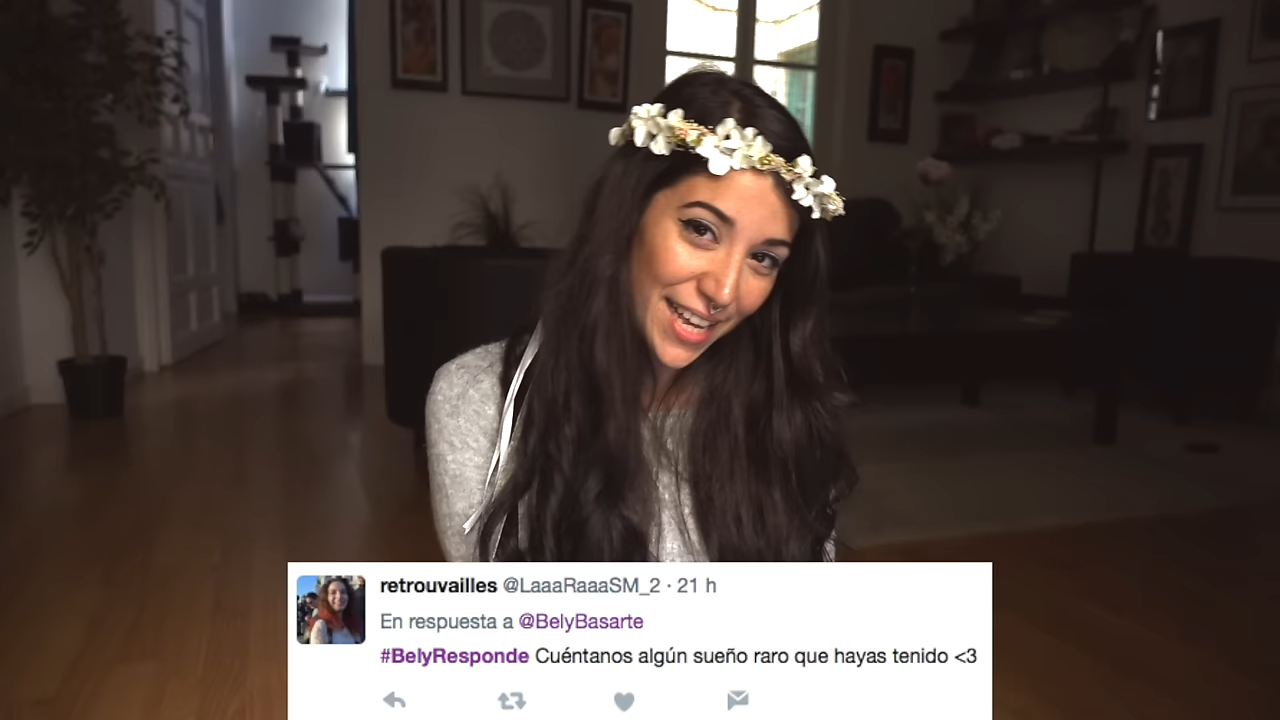 retrouvailles @LaaaRaaaSM_2 · 21 h
En respuesta a @BelyBasarte
#BelyResponde Cuéntanos algún sueño raro que hayas tenido <3